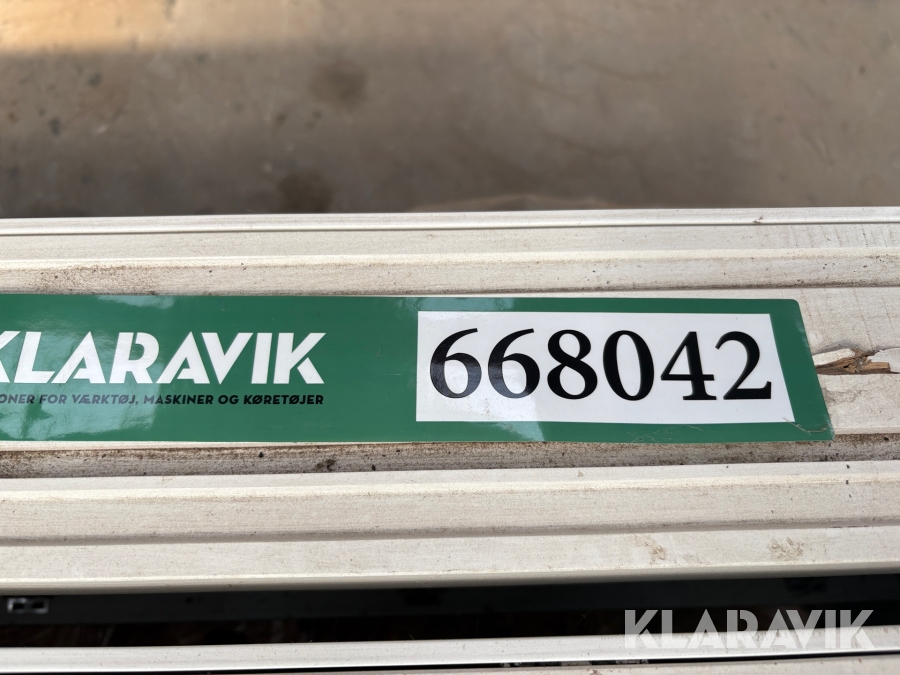 KLARAVIK
668042
FOR VÆRKTØJ, MASKINER OG KØRETØJER
KLARAVIK